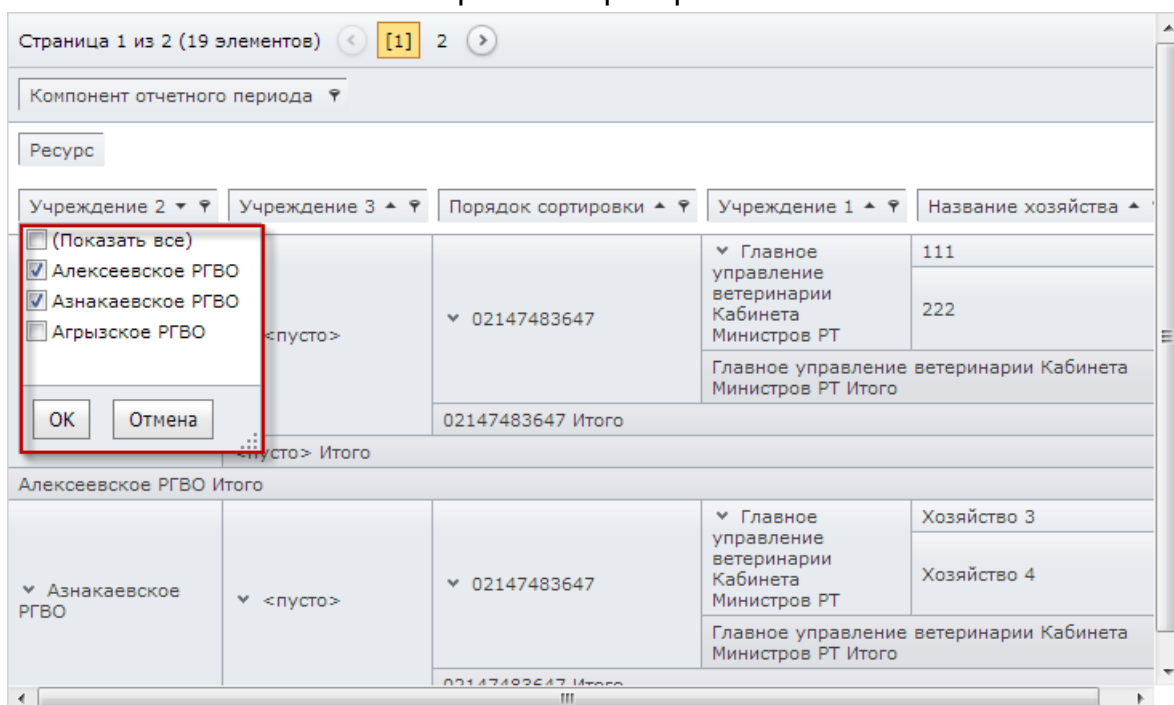 Страница 1 из 2 (19 элементов) [1] 2
Компонент отчетного периода
Ресурс
Учреждение 2 Учреждение 3 Порядок сортировки Учреждение 1 Название хозяйства
(Показать все)
Алексеевское РГВО
Азнакаевское РГВО
Агрызское РГВО
OK Отмена
<пусто>
02147483647
Главное
управление
ветеринарии
Кабинета
Министров РТ
111
222
Главное управление ветеринарии Кабинета
Министров РТ Итого
02147483647 Итого
<пусто> Итого
Алексеевское РГВО Итого
Азнакаевское
РГВО
<пусто>
02147483647
Главное
управление
ветеринарии
Кабинета
Министров РТ
Хозяйство 3
Хозяйство 4
Главное управление ветеринарии Кабинета
Министров РТ Итого
02147483647 Итого